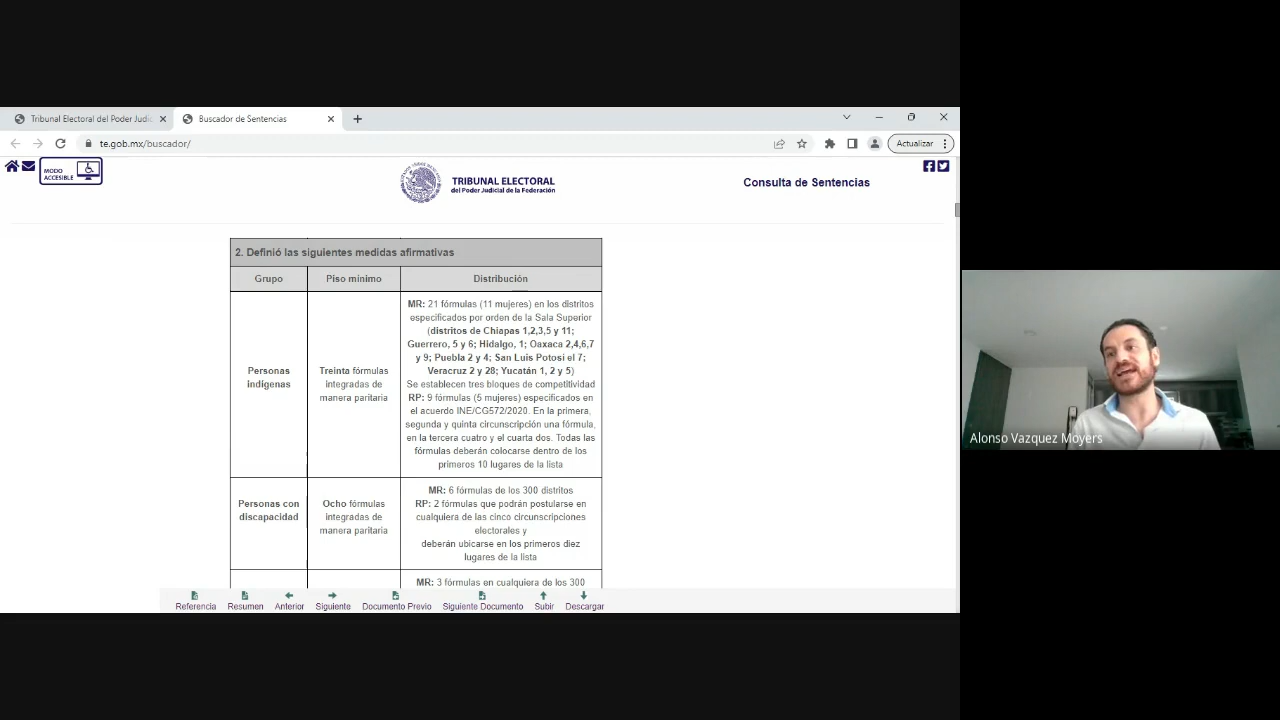 Tribunal Electoral del Poder Judic
Buscador de Sentencias
te.gob.mx/buscador/
Actualizar
MODO
ACCESIBLE
TRIBUNAL ELECTORAL
del Poder Judicial de la Federación
Consulta de Sentencias
2. Definió las siguientes medidas afirmativas
Grupo
Piso mínimo
Distribución
Personas
indígenas
Treinta fórmulas
integradas de
manera paritaria
MR: 21 fórmulas (11 mujeres) en los distritos
especificados por orden de la Sala Superior
(distritos de Chiapas 1,2,3,5 y 11;
Guerrero, 5 y 6; Hidalgo, 1; Oaxaca 2,4,6,7
y 9; Puebla 2 y 4; San Luis Potosí el 7;
Veracruz 2 y 28; Yucatán 1, 2 y 5)
Se establecen tres bloques de competitividad
RP: 9 fórmulas (5 mujeres) especificados en
el acuerdo INE/CG572/2020. En la primera,
segunda y quinta circunscripción una fórmula,
en la tercera cuatro y el cuarta dos. Todas las
fórmulas deberán colocarse dentro de los
primeros 10 lugares de la lista
Personas con
discapacidad
Ocho fórmulas
integradas de
manera paritaria
MR: 6 fórmulas de los 300 distritos
RP: 2 fórmulas que podrán postularse en
cualquiera de las cinco circunscripciones
electorales y
deberán ubicarse en los primeros diez
lugares de la lista
MR: 3 fórmulas en cualquiera de los 300
Referencia
Resumen
Anterior
Siguiente
Documento Previo
Siguiente Documento
Subir
Descargar
Alonso Vazquez Moyers